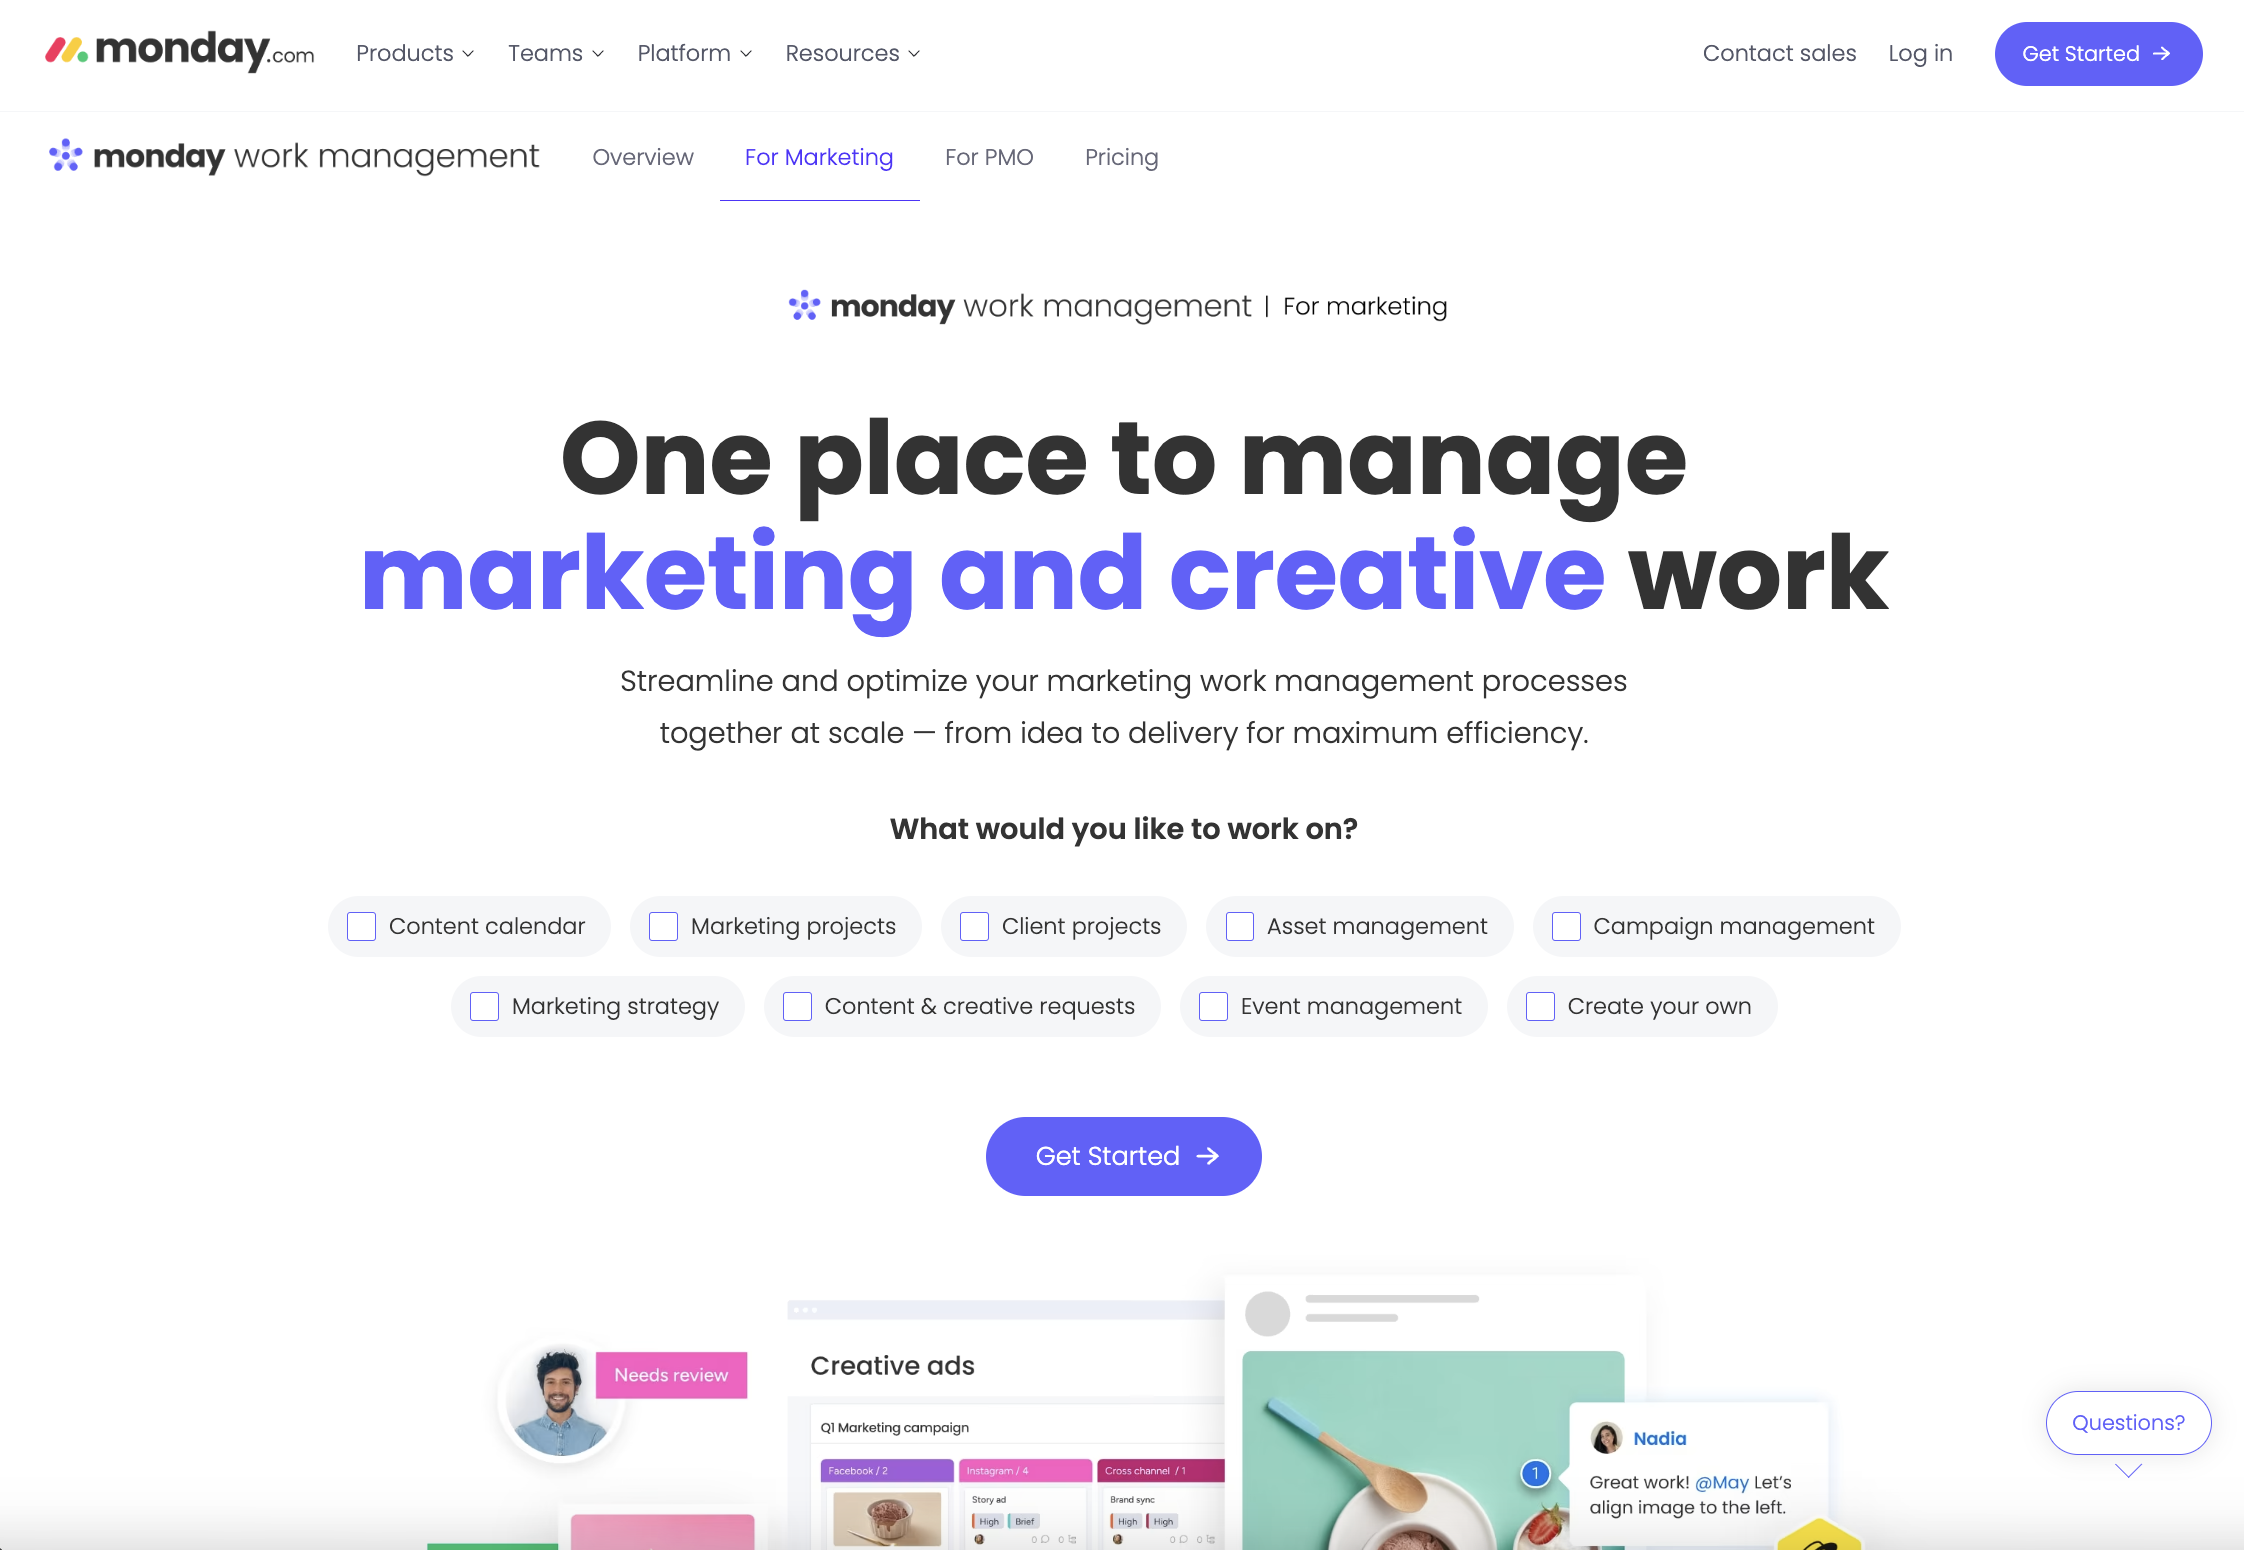 monday.com
Products
Teams
Platform
Resources
Contact sales
Log in
Get Started
monday work management
Overview
For Marketing
For PMO
Pricing
monday work management | For marketing
One place to manage
marketing and creative work
Streamline and optimize your marketing work management processes
together at scale — from idea to delivery for maximum efficiency.
What would you like to work on?
Content calendar
Marketing projects
Client projects
Asset management
Campaign management
Marketing strategy
Content & creative requests
Event management
Create your own
Get Started
Needs review
Creative ads
Q1 Marketing campaign
Facebook / 2
Instagram / 4
Cross channel / 1
Story ad
High
Brief
0
0
Brand sync
High
High
0
0
1
Nadia
Great work! @May Let's
align image to the left.
Questions?